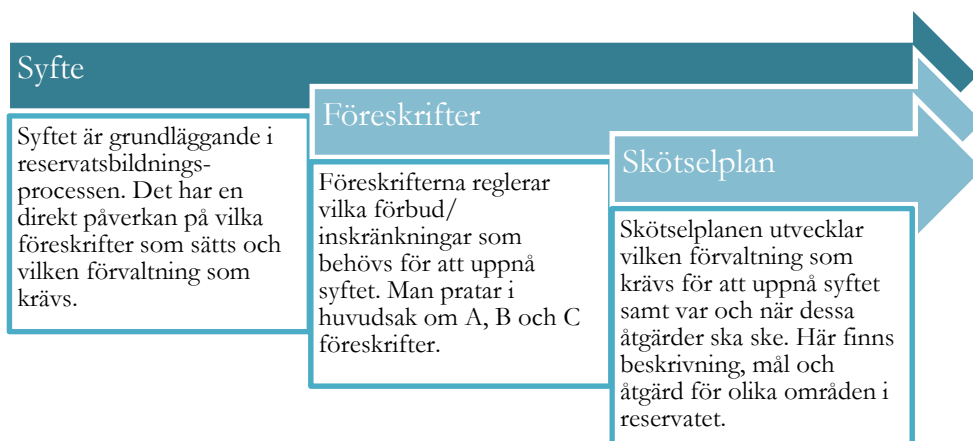 Syfte
Syftet är grundläggande i
reservatsbildnings-
processen. Det har en
direkt påverkan på vilka
föreskrifter som sätts och
vilken förvaltning som
krävs.
Föreskrifter
Föreskrifterna reglerar
vilka förbud/
inskränkningar som
behövs för att uppnå
syftet. Man pratar i
huvudsak om A, B och C
föreskrifter.
Skötselplan
Skötselplanen utvecklar
vilken förvaltning som
krävs för att uppnå syftet
samt var och när dessa
åtgärder ska ske. Här finns
beskrivning, mål och
åtgärd för olika områden i
reservatet.